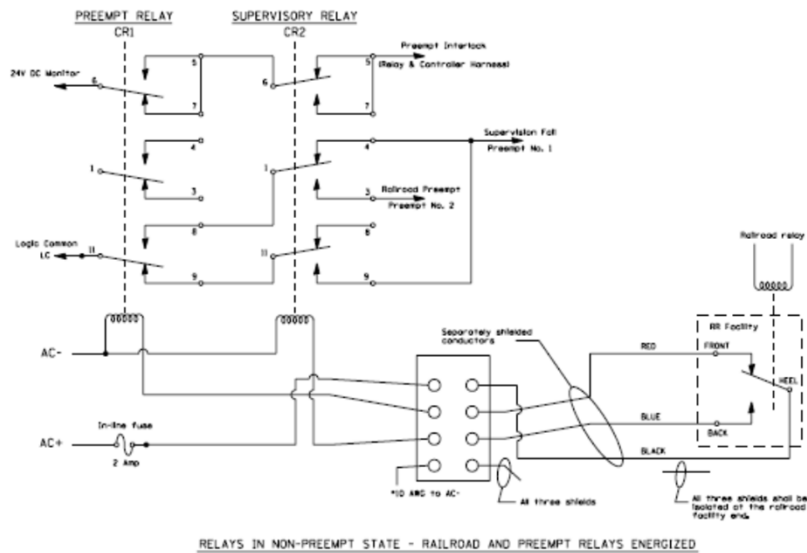 PREEMPT RELAY
CR1
SUPERVISORY RELAY
CR2
24V DC Monitor
6
5
7
6
5
7
Preempt Interlock
(Relay & Controller Harness)
1
4
3
1
4
3
Supervision Fail
Preempt No. 1
Railroad Preempt
Preempt No. 2
Logic Common
LC
11
8
9
11
8
9
Railroad relay
AC-
AC+
In-line fuse
2 Amp
Separately shielded
conductors
RED
BLUE
BLACK
RR Facility
FRONT
HEEL
BACK
*10 AWG to AC-
All three shields
All three shields shall be
isolated at the railroad
facility end.
RELAYS IN NON-PREEMPT STATE - RAILROAD AND PREEMPT RELAYS ENERGIZED